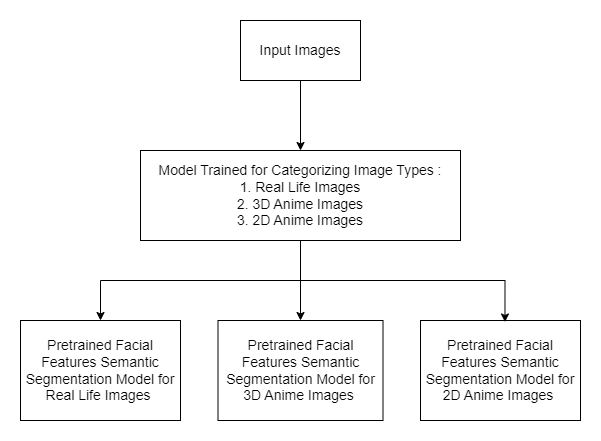 Input Images
Model Trained for Categorizing Image Types :
1. Real Life Images
2. 3D Anime Images
3. 2D Anime Images
Pretrained Facial
Features Semantic
Segmentation Model for
Real Life Images
Pretrained Facial
Features Semantic
Segmentation Model for
3D Anime Images
Pretrained Facial
Features Semantic
Segmentation Model for
2D Anime Images